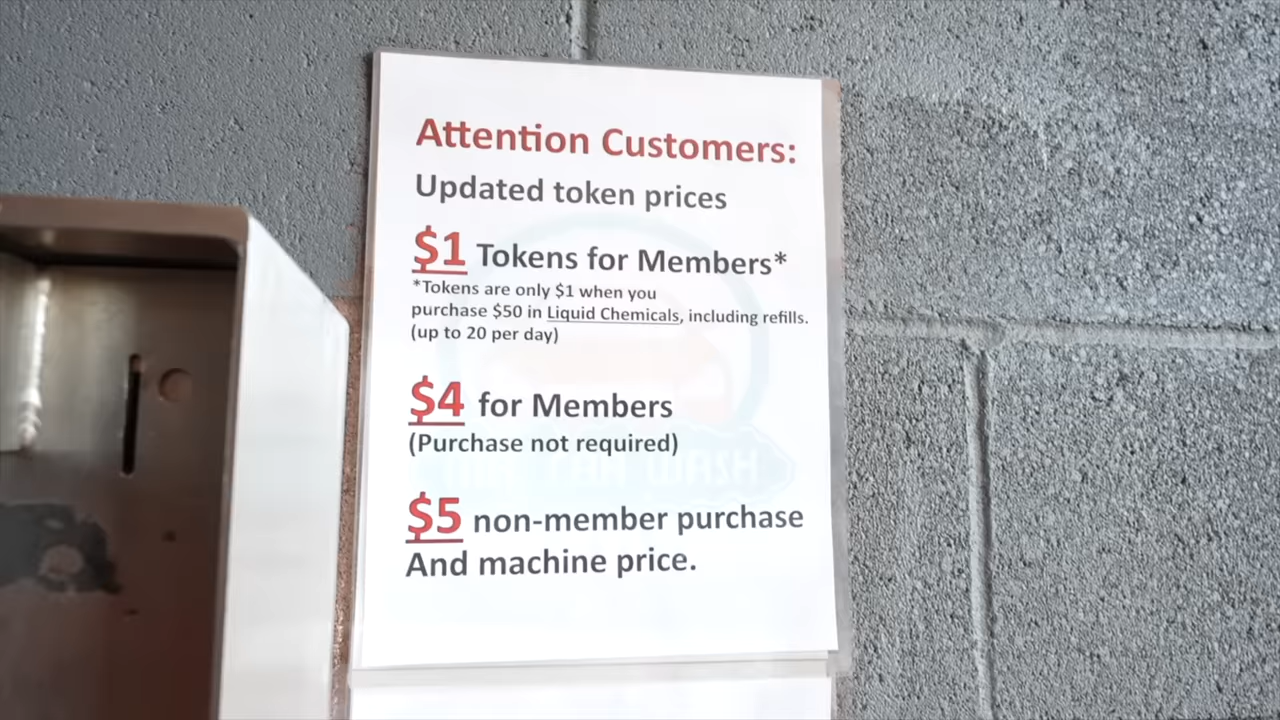 Attention Customers:
Updated token prices
$1 Tokens for Members*
*Tokens are only $1 when you
purchase $50 in Liquid Chemicals, including refills.
(up to 20 per day)
$4 for Members
(Purchase not required)
WASH
$5 non-member purchase
And machine price.